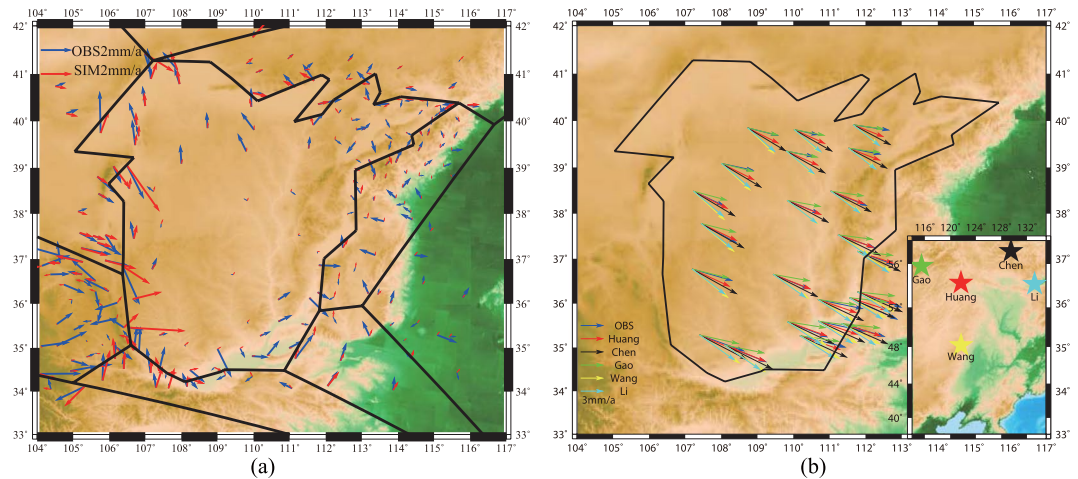 104° 105° 106° 107° 108° 109° 110° 111° 112° 113° 114° 115° 116° 117°
42° 42°
41° 41°
40° 40°
39° 39°
38° 38°
37° 37°
36° 36°
35° 35°
34° 34°
33° 33°
104° 105° 106° 107° 108° 109° 110° 111° 112° 113° 114° 115° 116° 117°
OBS2mm/a
SIM2mm/a
(a)
104° 105° 106° 107° 108° 109° 110° 111° 112° 113° 114° 115° 116° 117°
42° 42°
41° 41°
40° 40°
39° 39°
38° 38°
37° 37°
36° 36°
35° 35°
34° 34°
33° 33°
104° 105° 106° 107° 108° 109° 110° 111° 112° 113° 114° 115° 116° 117°
OBS
Huang
Chen
Gao
Wang
Li
3mm/a
116° 120° 124° 128° 132°
56°
48°
44°
40°
Chen
Gao
Huang
Li
Wang
(b)